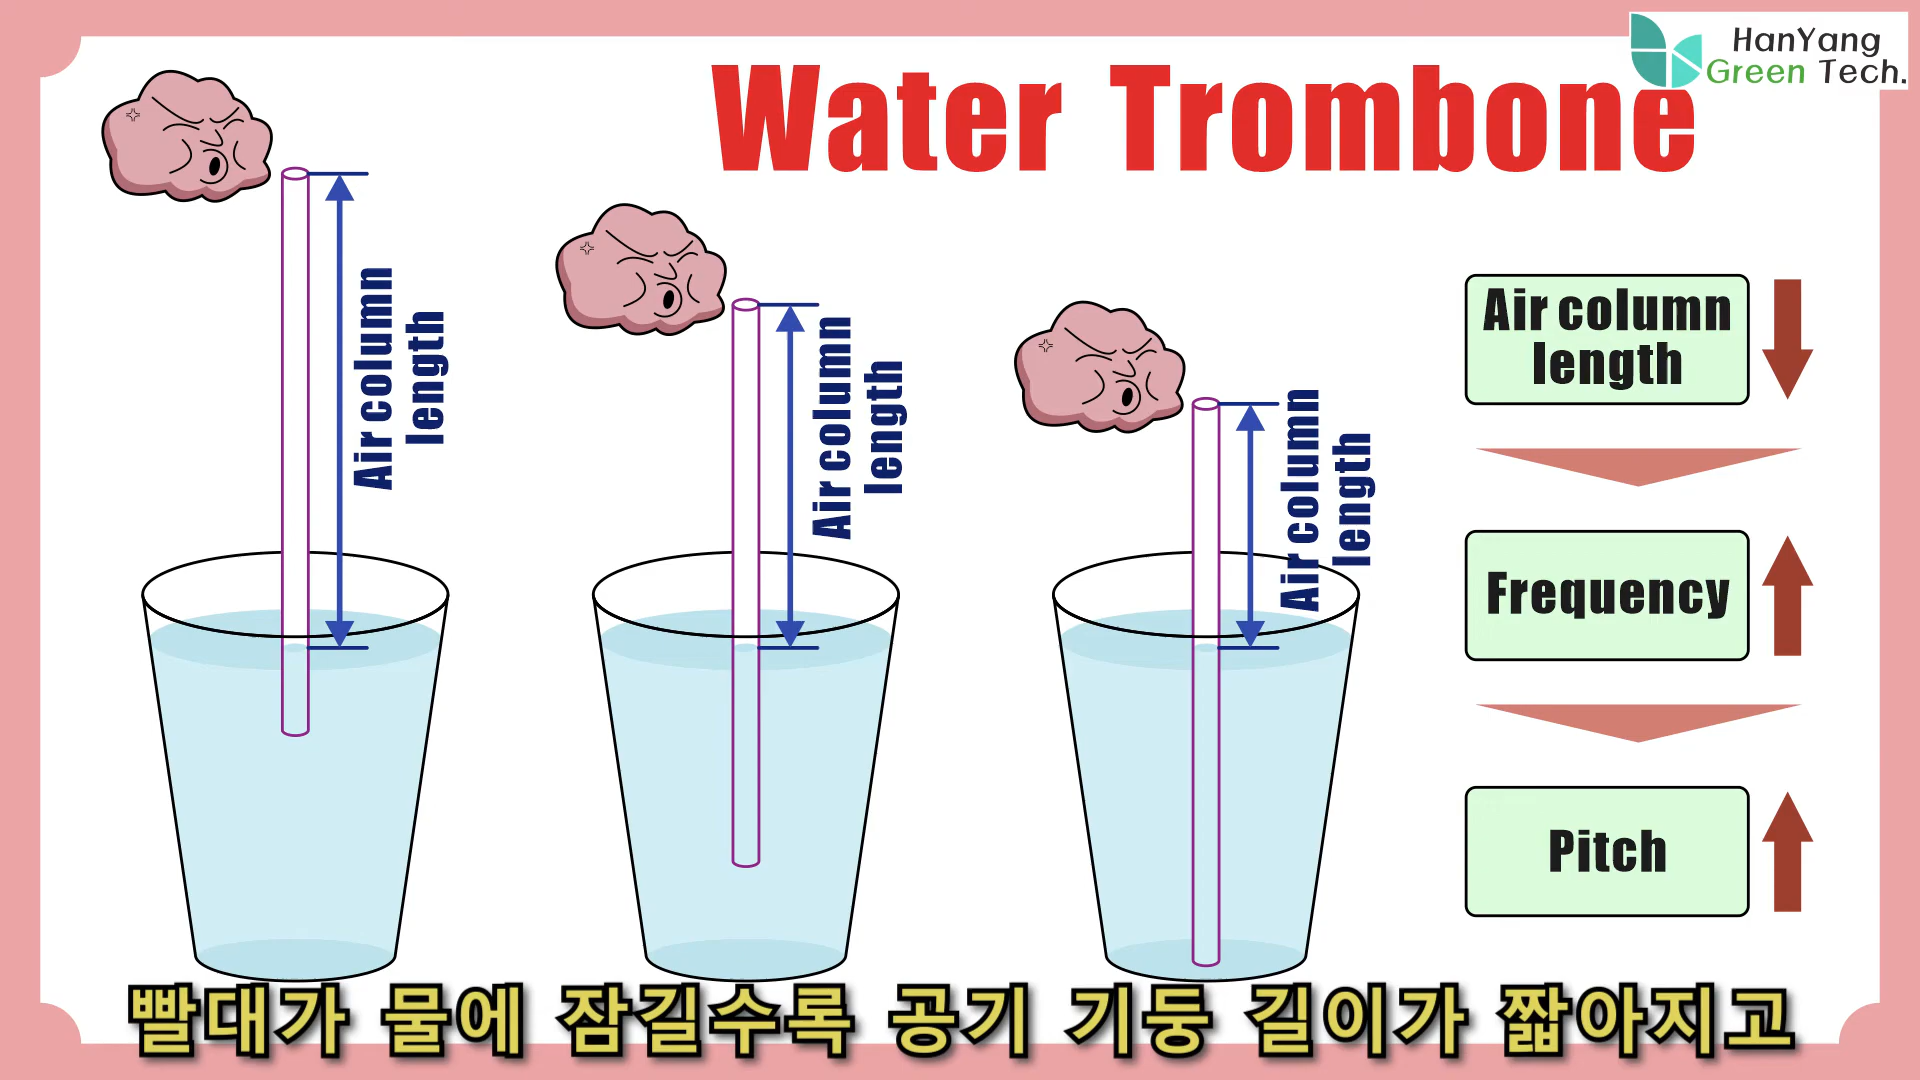 HanYang
Green Tech.
Water Trombone
Air column
length
Air column
length
Air column
length
Air column
length
Frequency
Pitch
빨대가 물에 잠길수록 공기 기둥 길이가 짧아지고